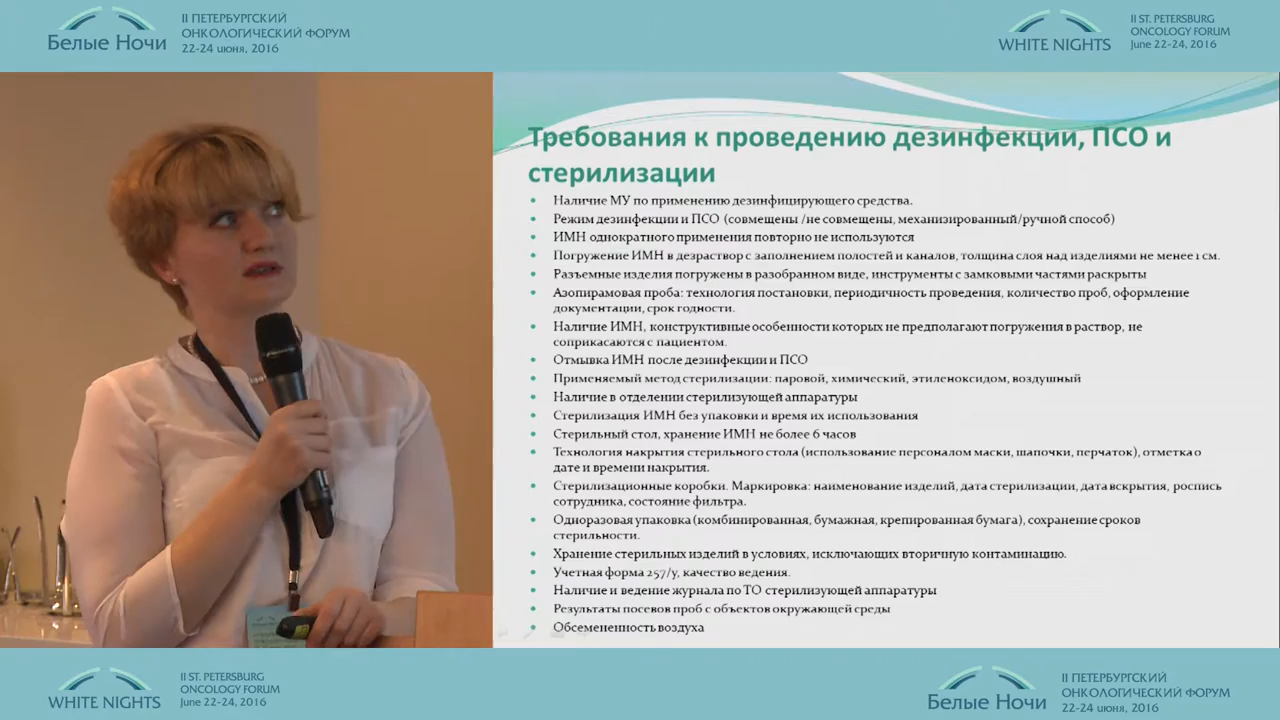 Белые Ночи
II ПЕТЕРБУРГСКИЙ
ОНКОЛОГИЧЕСКИЙ ФОРУМ
22-24 июня, 2016
WHITE NIGHTS
II ST. PETERSBURG
ONCOLOGY FORUM
June 22-24, 2016
Требования к проведению дезинфекции, ПСО и
стерилизации
• Наличие МУ по применению дезинфицирующего средства.
• Режим дезинфекции и ПСО (совмещены /не совмещены, механизированный/ручной способ)
• ИМН однократного применения повторно не используются
• Погружение ИМН в дезраствор с заполнением полостей и каналов, толщина слоя над изделиями не менее 1 см.
• Разъемные изделия погружены в разобранном виде, инструменты с замковыми частями раскрыты
• Азопирамовая проба: технология постановки, периодичность проведения, количество проб, оформление
документации, срок годности.
• Наличие ИМН, конструктивные особенности которых не предполагают погружения в раствор, не
соприкасаются с пациентом.
• Отмывка ИМН после дезинфекции и ПСО
• Применяемый метод стерилизации: паровой, химический, этиленоксидом, воздушный
• Наличие в отделении стерилизующей аппаратуры
• Стерилизация ИМН без упаковки и время их использования
• Стерильный стол, хранение ИМН не более 6 часов
• Технология накрытия стерильного стола (использование персоналом маски, шапочки, перчаток), отметка о
дате и времени накрытия.
• Стерилизационные коробки. Маркировка: наименование изделий, дата стерилизации, дата вскрытия, роспись
сотрудника, состояние фильтра.
• Одноразовая упаковка (комбинированная, бумажная, крепированная бумага), сохранение сроков
стерильности.
• Хранение стерильных изделий в условиях, исключающих вторичную контаминацию.
• Учетная форма 257/у, качество ведения.
• Наличие и ведение журнала по ТО стерилизующей аппаратуры
• Результаты посевов проб с объектов окружающей среды
• Обсемененность воздуха
WHITE NIGHTS
II ST. PETERSBURG
ONCOLOGY FORUM
June 22-24, 2016
Белые Ночи
II ПЕТЕРБУРГСКИЙ
ОНКОЛОГИЧЕСКИЙ ФОРУМ
22-24 июня, 2016